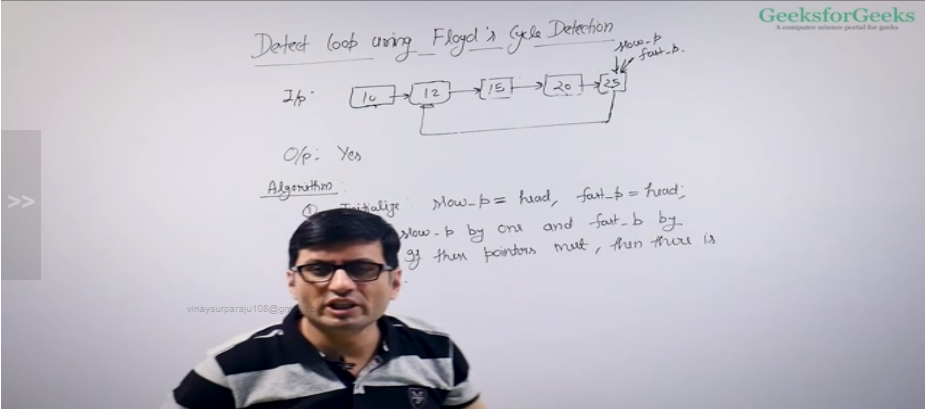 GeeksforGeeks
A computer science portal for geeks
Detect loop using Floyd's Cycle Detection
slow_p
fast_p.
I/p: 10 12 15 20 25
O/p: Yes
Algorithm:
① Initialize: slow_p = head, fast_p = head;
slow_p by one and fast_p by
If these pointers meet, then there is
>>
vinaysurparaju108@gm